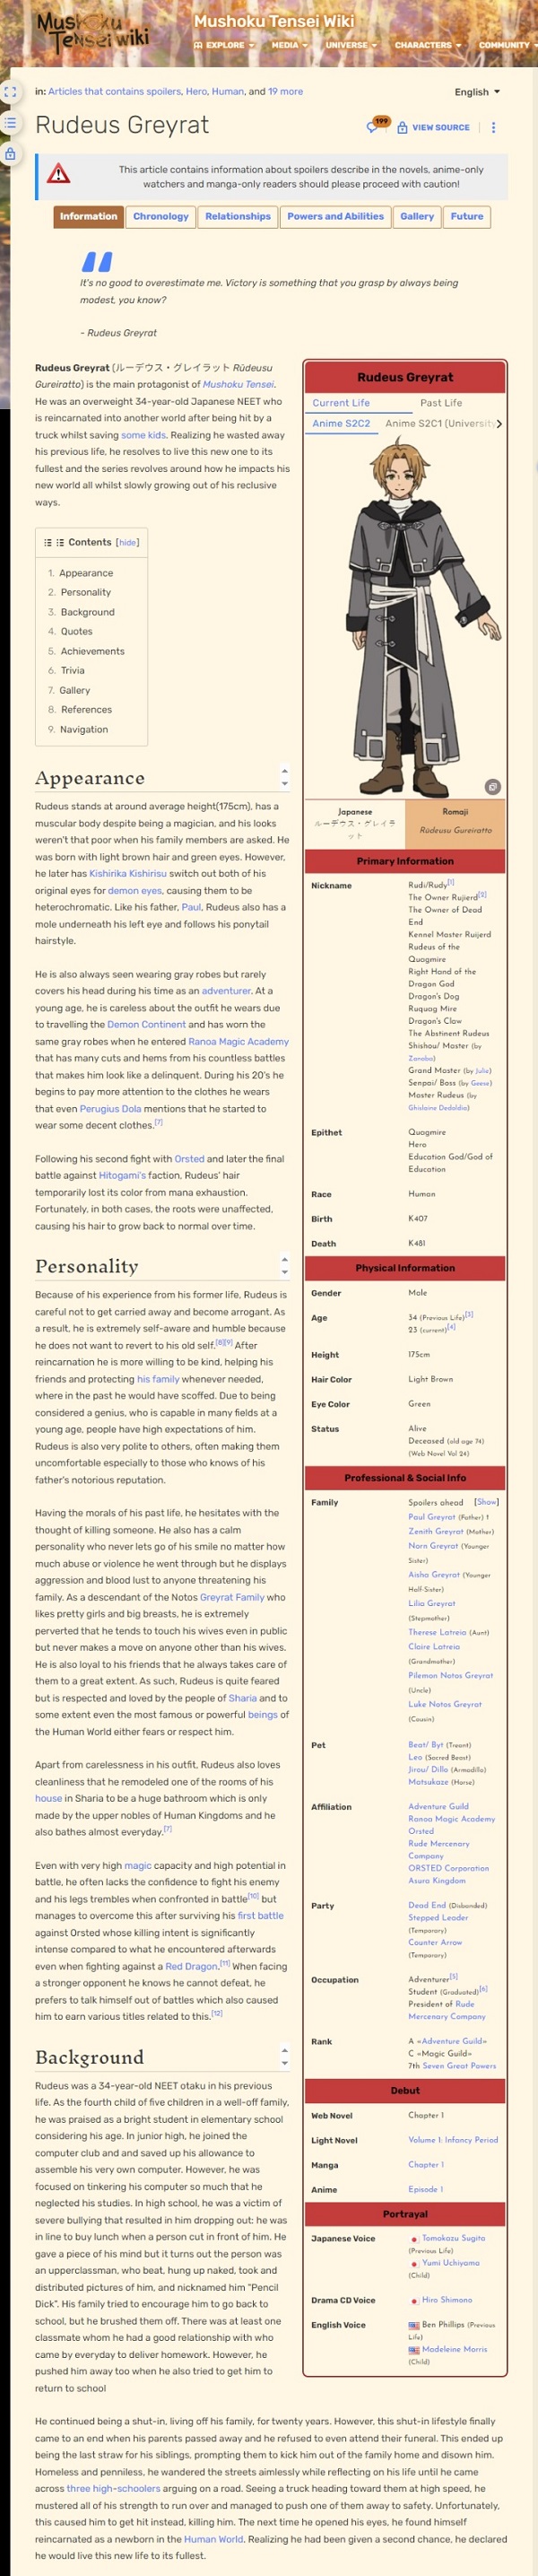 Mushoku Tensei wiki
Mushoku Tensei Wiki
EXPLORE MEDIA UNIVERSE CHARACTERS COMMUNITY
in: Articles that contains spoilers, Hero, Human, and 19 more
English
Rudeus Greyrat
199
VIEW SOURCE
This article contains information about spoilers describe in the novels, anime-only
watchers and manga-only readers should please proceed with caution!
Information Chronology Relationships Powers and Abilities Gallery Future
It's no good to overestimate me. Victory is something that you grasp by always being
modest, you know?
- Rudeus Greyrat
Rudeus Greyrat (ルーデウス・グレイラット Rūdeusu
Gureiratto) is the main protagonist of Mushoku Tensei.
He was an overweight 34-year-old Japanese NEET who
is reincarnated into another world after being hit by a
truck whilst saving some kids. Realizing he wasted away
his previous life, he resolves to live this new one to its
fullest and the series revolves around how he impacts his
new world all whilst slowly growing out of his reclusive
ways.
Contents [hide]
1. Appearance
2. Personality
3. Background
4. Quotes
5. Achievements
6. Trivia
7. Gallery
8. References
9. Navigation
Appearance
Rudeus stands at around average height(175cm), has a
muscular body despite being a magician, and his looks
weren't that poor when his family members are asked. He
was born with light brown hair and green eyes. However,
he later has Kishirika Kishirisu switch out both of his
original eyes for demon eyes, causing them to be
heterochromatic. Like his father, Paul, Rudeus also has a
mole underneath his left eye and follows his ponytail
hairstyle.
He is also always seen wearing gray robes but rarely
covers his head during his time as an adventurer. At a
young age, he is careless about the outfit he wears due
to travelling the Demon Continent and has worn the
same gray robes when he entered Ranoa Magic Academy
that has many cuts and hems from his countless battles
that makes him look like a delinquent. During his 20's he
begins to pay more attention to the clothes he wears
that even Perugius Dola mentions that he started to
wear some decent clothes.[7]
Following his second fight with Orsted and later the final
battle against Hitogami's faction, Rudeus' hair
temporarily lost its color from mana exhaustion.
Fortunately, in both cases, the roots were unaffected,
causing his hair to grow back to normal over time.
Personality
Because of his experience from his former life, Rudeus is
careful not to get carried away and become arrogant. As
a result, he is extremely self-aware and humble because
he does not want to revert to his old self.[8][9] After
reincarnation he is more willing to be kind, helping his
friends and protecting his family whenever needed,
where in the past he would have scoffed. Due to being
considered a genius, who is capable in many fields at a
young age, people have high expectations of him.
Rudeus is also very polite to others, often making them
uncomfortable especially to those who knows of his
father's notorious reputation.
Having the morals of his past life, he hesitates with the
thought of killing someone. He also has a calm
personality who never lets go of his smile no matter how
much abuse or violence he went through but he displays
aggression and blood lust to anyone threatening his
family. As a descendant of the Notos Greyrat Family who
likes pretty girls and big breasts, he is extremely
perverted that he tends to touch his wives even in public
but never makes a move on anyone other than his wives.
He is also loyal to his friends that he always take care of
them to a great extent. As such, Rudeus is quite feared
but is respected and loved by the people of Sharia and to
some extent even the most famous or powerful beings of
the Human World either fears or respect him.
Apart from carelessness in his outfit, Rudeus also loves
cleanliness that he remodeled one of the rooms of his
house in Sharia to be a huge bathroom which is only
made by the upper nobles of Human Kingdoms and he
also bathes almost everyday.[7]
Even with very high magic capacity and high potential in
battle, he often lacks the confidence to fight his enemy
and his legs trembles when confronted in battle[10] but
manages to overcome this after surviving his first battle
against Orsted whose killing intent is significantly
intense compared to what he encountered afterwards
even when fighting against a Red Dragon.[11] When facing
a stronger opponent he knows he cannot defeat, he
prefers to talk himself out of battles which also caused
him to earn various titles related to this.[12]
Background
Rudeus was a 34-year-old NEET otaku in his previous
life. As the fourth child of five children in a well-off family,
he was praised as a bright student in elementary school
considering his age. In junior high, he joined the
computer club and and saved up his allowance to
assemble his very own computer. However, he was
focused on tinkering his computer so much that he
neglected his studies. In high school, he was a victim of
severe bullying that resulted in him dropping out; he was
in line to buy lunch when a person cut in front of him. He
gave a piece of his mind but it turns out the person was
an upperclassman, who beat, hung up naked, took and
distributed pictures of him, and nicknamed him "Pencil
Dick". His family tried to encourage him to go back to
school, but he brushed them off. There was at least one
classmate whom he had a good relationship with who
came by everyday to deliver homework. However, he
pushed him away too when he also tried to get him to
return to school
Rudeus Greyrat
Current Life Past Life
Anime S2C2 Anime S2C1 (University
Japanese
ルーデウス・グレイラ
ット
Romaji
Rūdeusu Gureiratto
Primary Information
Nickname Rudi/Rudy[1]
The Owner Rujierd[2]
The Owner of Dead
End
Kennel Master Ruijerd
Rudeus of the
Quagmire
Right Hand of the
Dragon God
Dragon's Dog
Ruquag Mire
Dragon's Claw
The Abstinent Rudeus
Shishou/ Master (by
Zanoba)
Grand Master (by Julie)
Senpai/ Boss (by Geese)
Master Rudeus (by
Ghislaine Dedoldia)
Epithet Quagmire
Hero
Education God/God of
Education
Race Human
Birth K407
Death K481
Physical Information
Gender Male
Age 34 (Previous Life)[3]
23 (current)[4]
Height 175cm
Hair Color Light Brown
Eye Color Green
Status Alive
Deceased (old age 74)
(Web Novel Vol 24)
Professional & Social Info
Family Spoilers ahead [Show]
Paul Greyrat (Father) †
Zenith Greyrat (Mother)
Norn Greyrat (Younger
Sister)
Aisha Greyrat (Younger
Half-Sister)
Lilia Greyrat
(Stepmother)
Therese Latreia (Aunt)
Claire Latreia
(Grandmother)
Pilemon Notos Greyrat
(Uncle)
Luke Notos Greyrat
(Cousin)
Pet Beat/ Byt (Treant)
Leo (Sacred Beast)
Jirou/ Dillo (Armadillo)
Matsukaze (Horse)
Affiliation Adventure Guild
Ranoa Magic Academy
Orsted
Rude Mercenary
Company
ORSTED Corporation
Asura Kingdom
Party Dead End (Disbanded)
Stepped Leader
(Temporary)
Counter Arrow
(Temporary)
Occupation Adventurer[5]
Student (Graduated)[6]
President of Rude
Mercenary Company
Rank A «Adventure Guild»
C «Magic Guild»
7th Seven Great Powers
Debut
Web Novel Chapter 1
Light Novel Volume 1: Infancy Period
Manga Chapter 1
Anime Episode 1
Portrayal
Japanese Voice Tomokazu Sugita
(Previous Life)
Yumi Uchiyama
(Child)
Drama CD Voice Hiro Shimono
English Voice Ben Phillips (Previous
Life)
Madeleine Morris
(Child)
He continued being a shut-in, living off his family, for twenty years. However, this shut-in lifestyle finally
came to an end when his parents passed away and he refused to even attend their funeral. This ended up
being the last straw for his siblings, prompting them to kick him out of the family home and disown him.
Homeless and penniless, he wandered the streets aimlessly while reflecting on his life until he came
across three high-schoolers arguing on a road. Seeing a truck heading toward them at high speed, he
mustered all of his strength to run over and managed to push one of them away to safety. Unfortunately,
this caused him to get hit instead, killing him. The next time he opened his eyes, he found himself
reincarnated as a newborn in the Human World. Realizing he had been given a second chance, he declared
he would live this new life to its fullest.